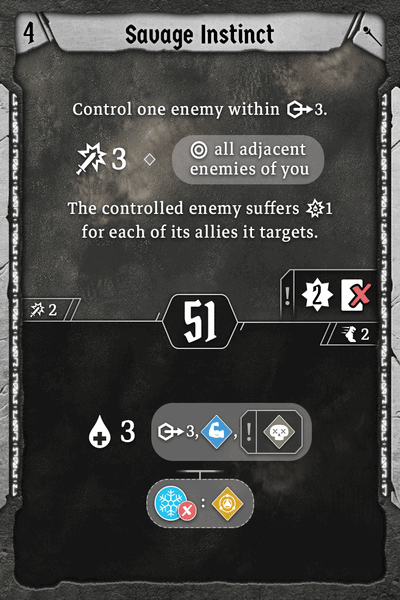 4 Savage Instinct
Control one enemy within 3.
3 all adjacent
enemies of you
The controlled enemy suffers 1
for each of its allies it targets.
! 2
2 51
2
3 3, , !
: